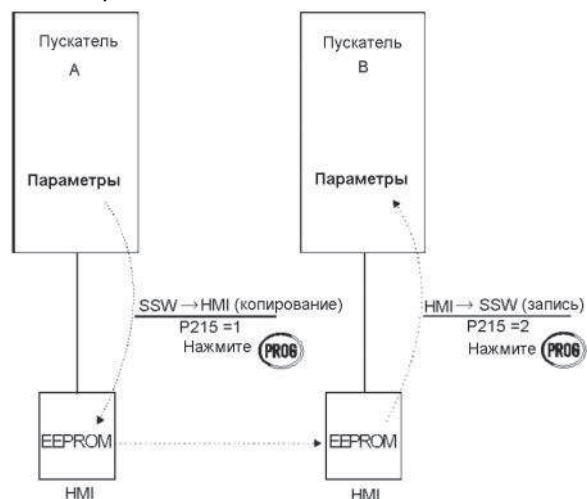 Пускатель
A
Параметры
SSW → HMI (копирование)
P215 =1
Нажмите PROG
EEPROM
HMI
Пускатель
B
Параметры
HMI → SSW (запись)
P215 =2
Нажмите PROG
EEPROM
HMI